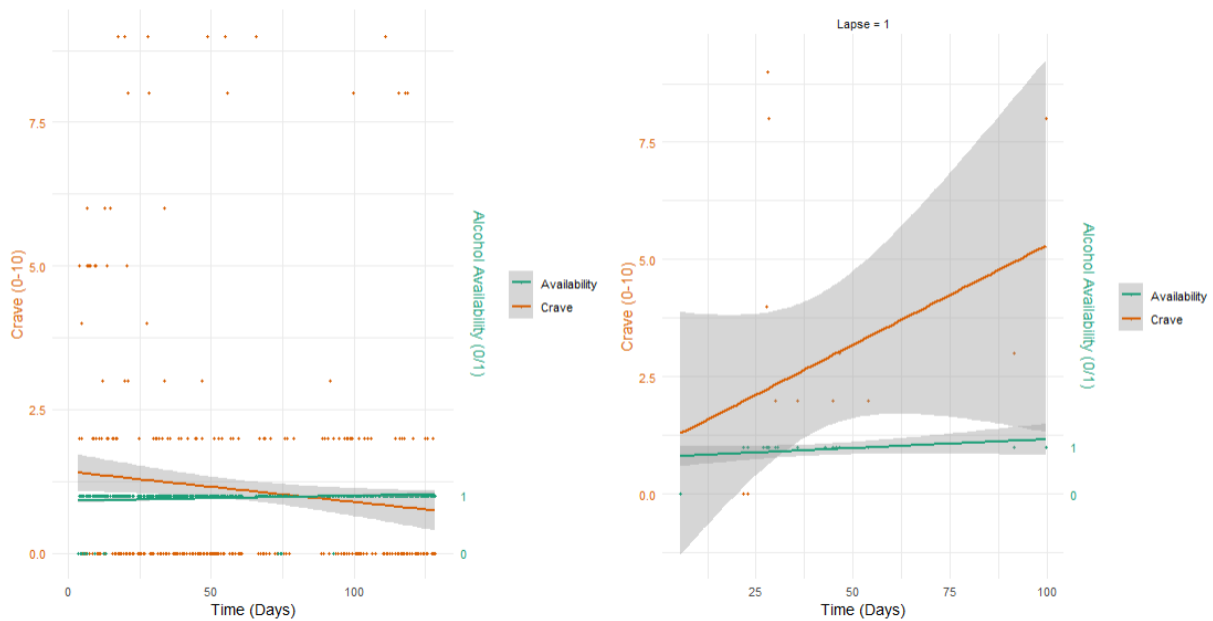 7.5
5.0
2.5
0.0
Crave (0-10)
0
50
100
Time (Days)
1
0
Alcohol Availability (0/1)
Availability
Crave
Lapse = 1
7.5
5.0
2.5
0.0
Crave (0-10)
25
50
75
100
Time (Days)
1
0
Alcohol Availability (0/1)
Availability
Crave